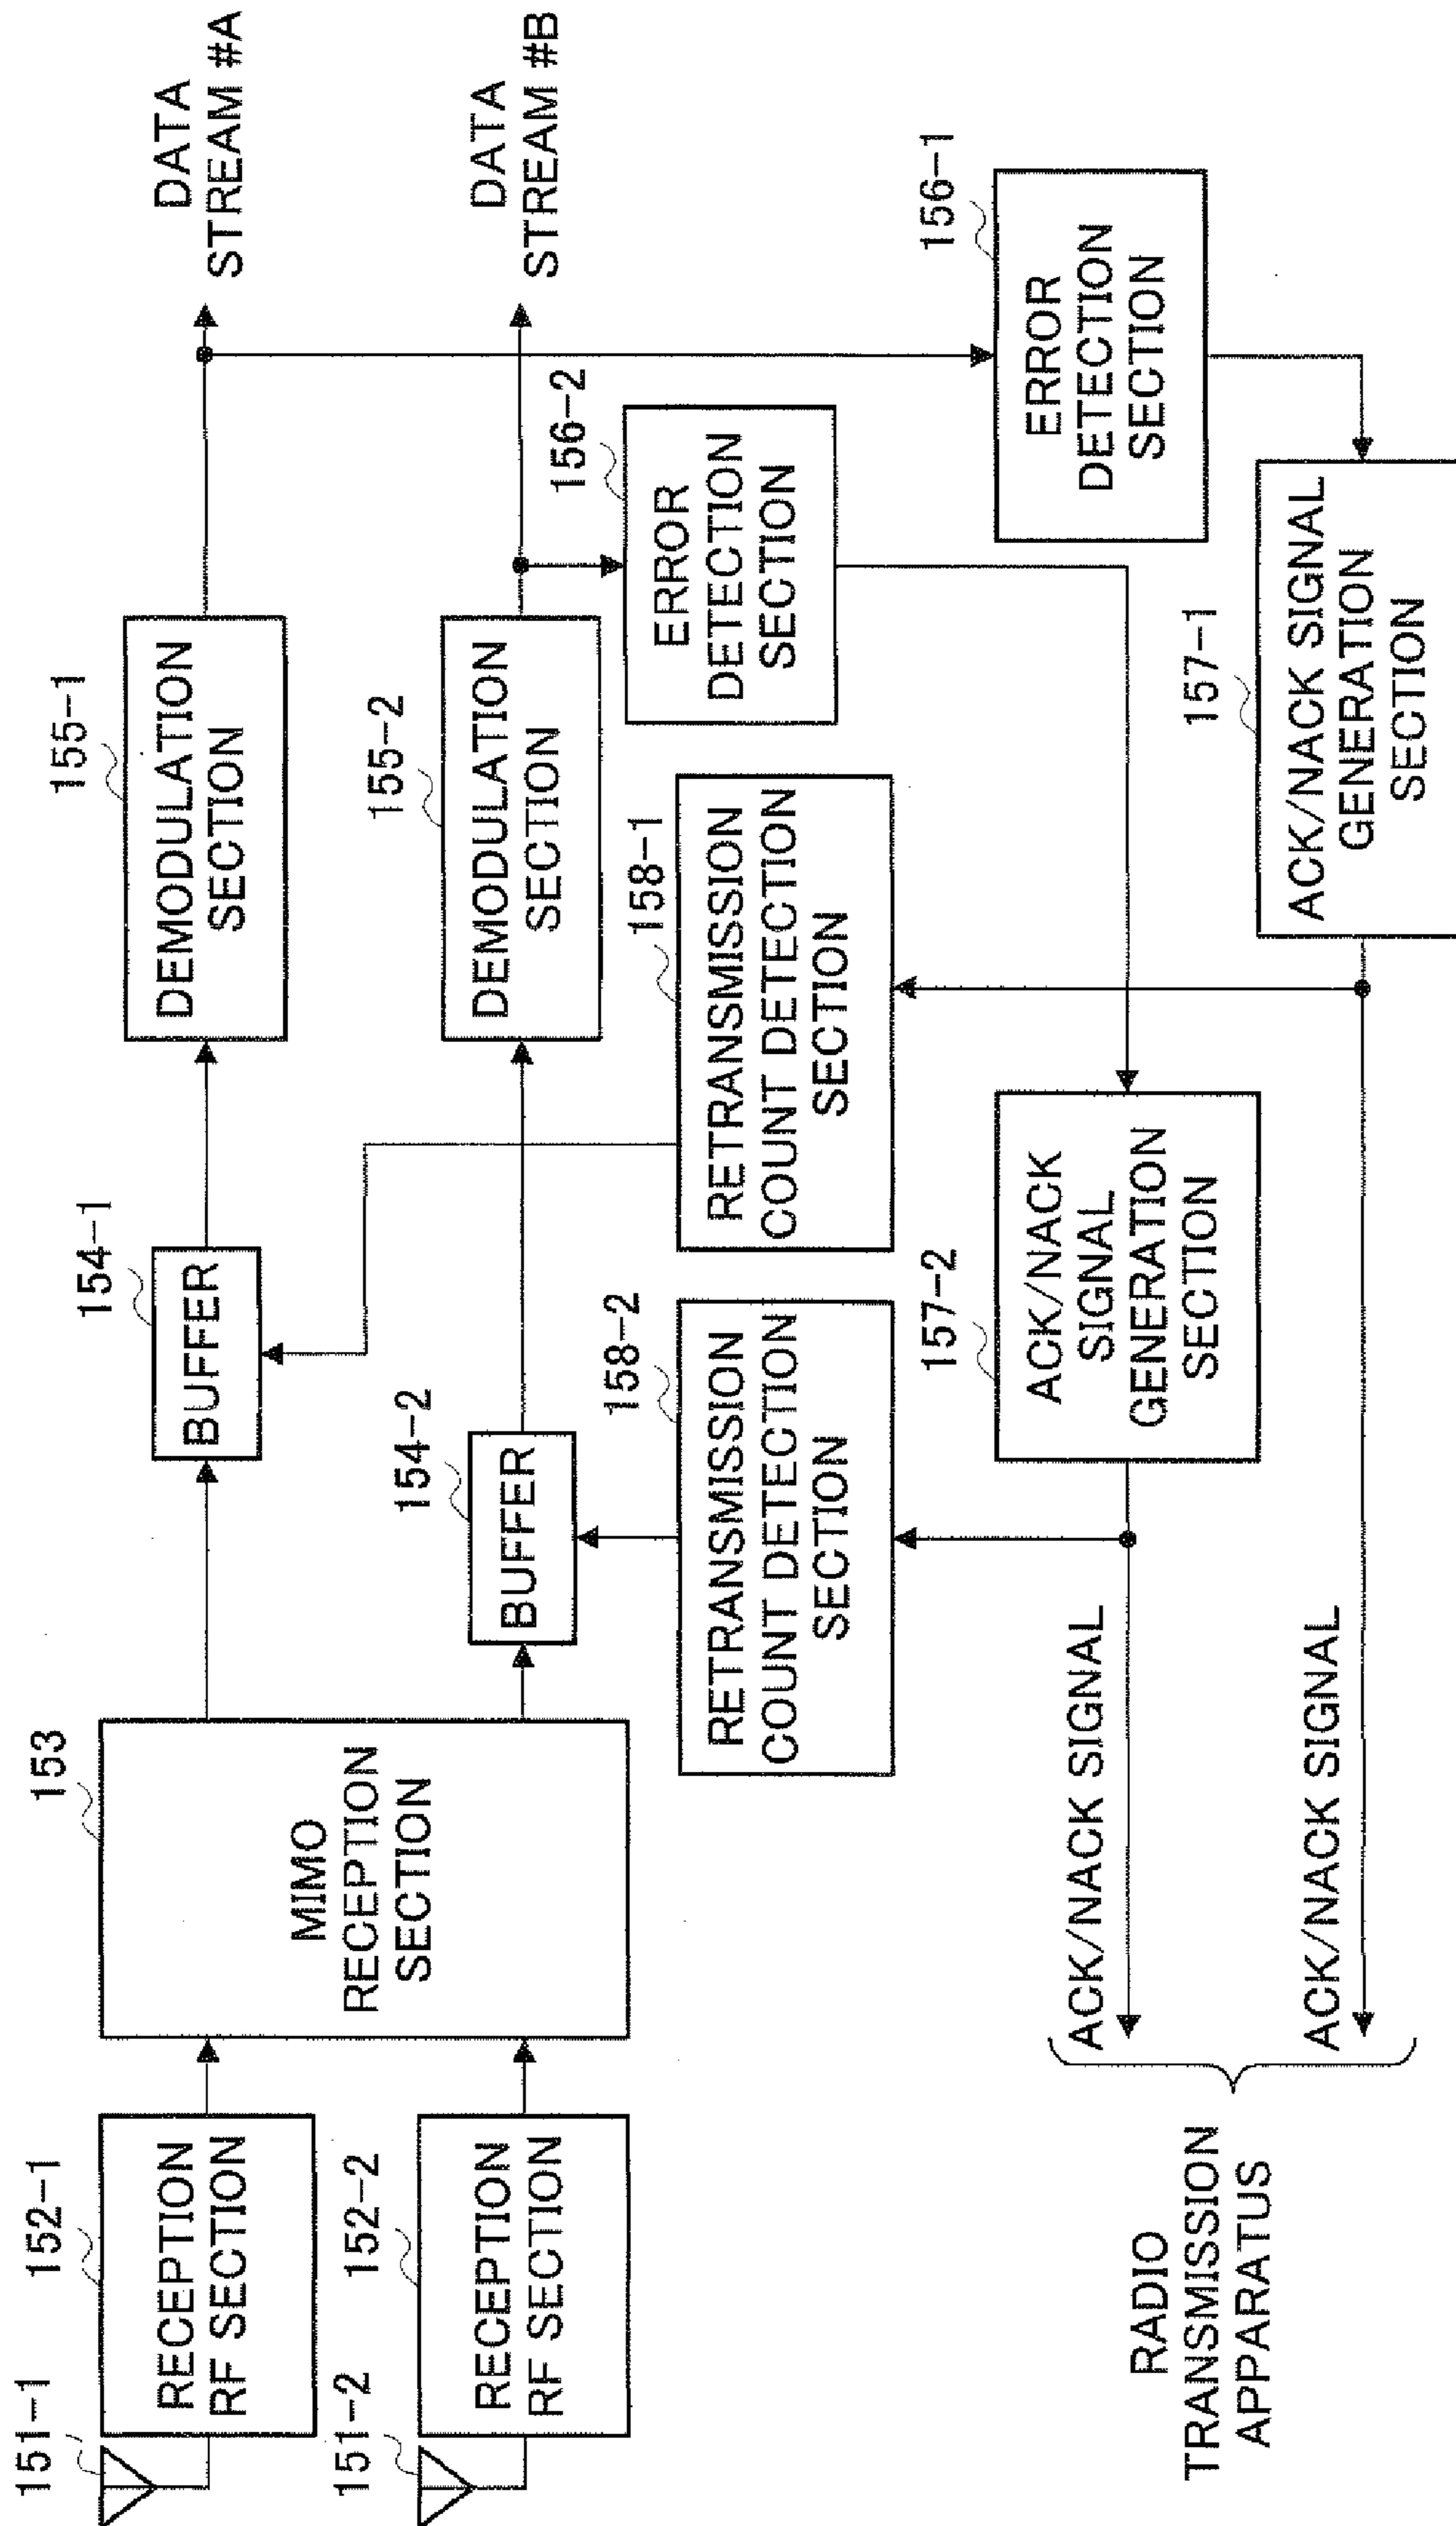 151-1
152-1
RECEPTION
RF SECTION
151-2
152-2
RECEPTION
RF SECTION
153
MIMO
RECEPTION
SECTION
154-1
BUFFER
154-2
BUFFER
155-1
DEMODULATION
SECTION
155-2
DEMODULATION
SECTION
DATA
STREAM #A
DATA
STREAM #B
156-2
ERROR
DETECTION
SECTION
156-1
ERROR
DETECTION
SECTION
158-2
RETRANSMISSION
COUNT DETECTION
SECTION
158-1
RETRANSMISSION
COUNT DETECTION
SECTION
157-2
ACK/NACK
SIGNAL
GENERATION
SECTION
157-1
ACK/NACK SIGNAL
GENERATION
SECTION
ACK/NACK SIGNAL
ACK/NACK SIGNAL
RADIO
TRANSMISSION
APPARATUS